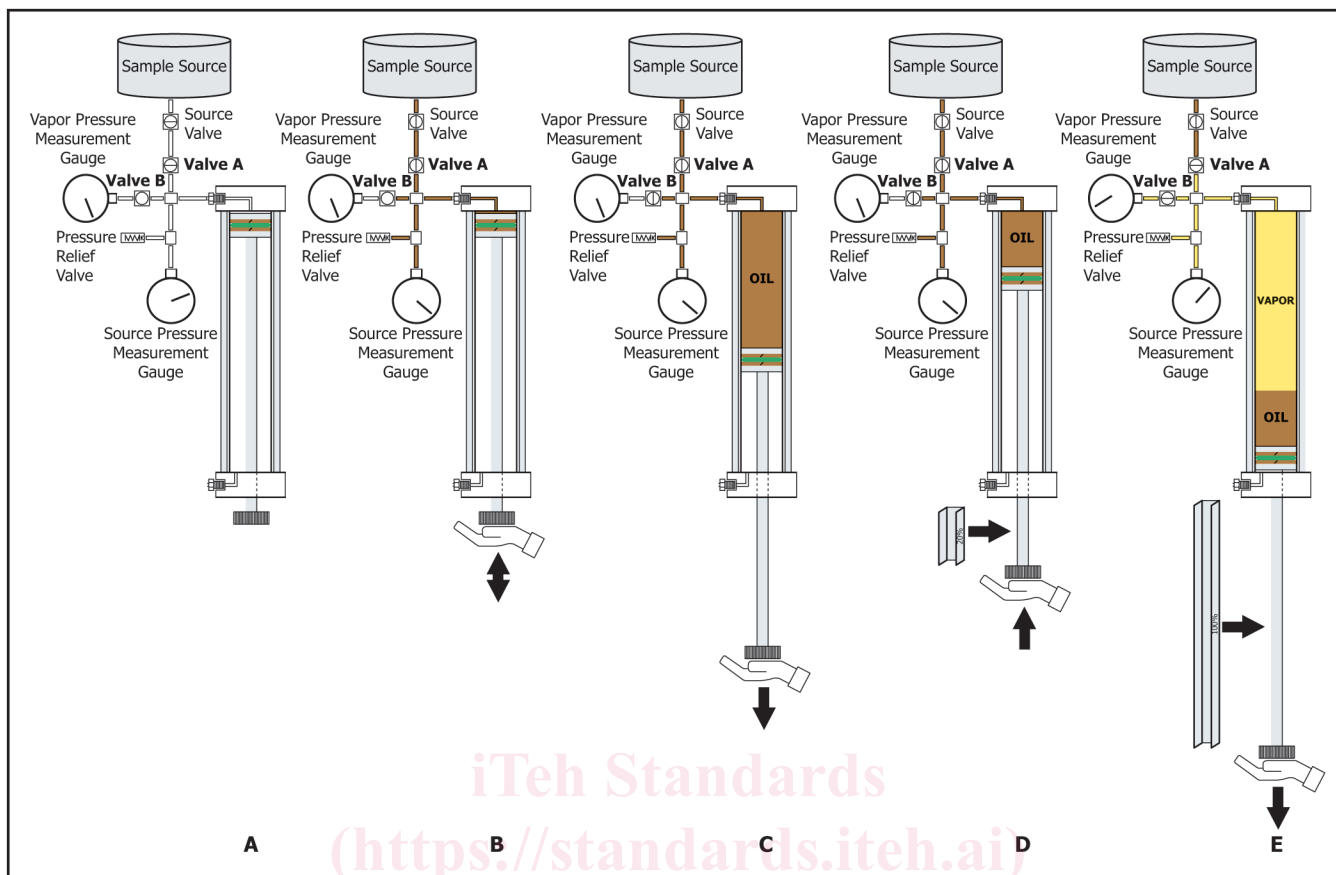 Sample Source
Vapor Pressure
Measurement
Gauge
Source
Valve
Valve A
Valve B
Pressure
Relief
Valve
Source Pressure
Measurement
Gauge
A
Sample Source
Vapor Pressure
Measurement
Gauge
Source
Valve
Valve A
Valve B
Pressure
Relief
Valve
Source Pressure
Measurement
Gauge
B
Sample Source
Vapor Pressure
Measurement
Gauge
Source
Valve
Valve A
Valve B
Pressure
Relief
Valve
OIL
Source Pressure
Measurement
Gauge
C
Sample Source
Vapor Pressure
Measurement
Gauge
Source
Valve
Valve A
Valve B
Pressure
Relief
Valve
OIL
Source Pressure
Measurement
Gauge
20%
D
Sample Source
Vapor Pressure
Measurement
Gauge
Source
Valve
Valve A
Valve B
Pressure
Relief
Valve
VAPOR
Source Pressure
Measurement
Gauge
OIL
100%
E
iTeh Standards
(https://standards.iteh.ai)